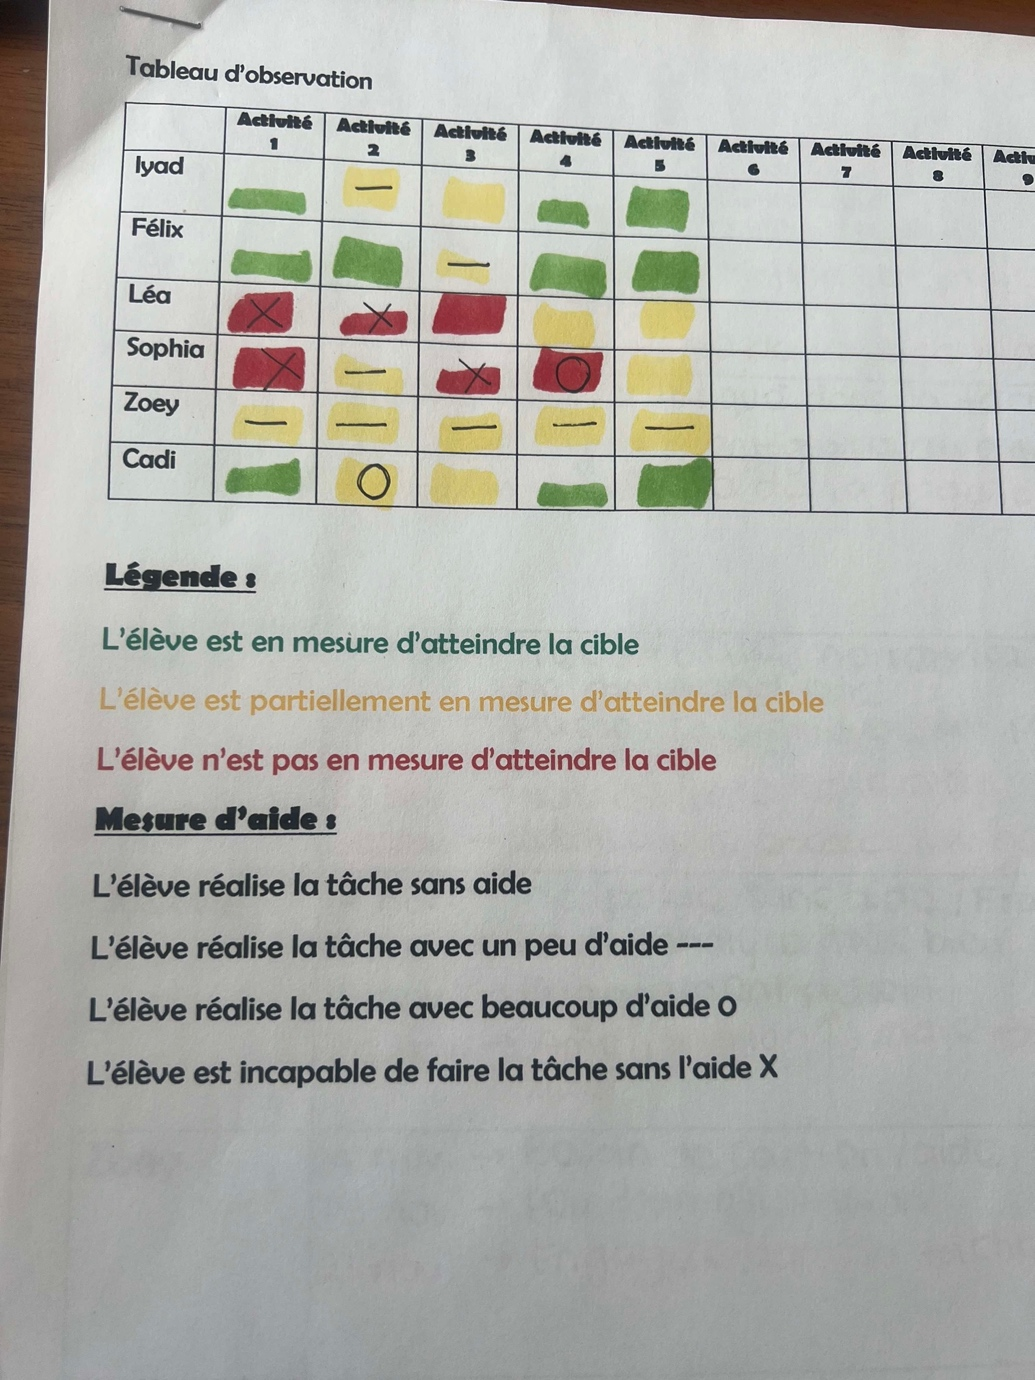 Tableau d'observation
Activité 1 Activité 2 Activité 3 Activité 4 Activité 5 Activité 6 Activité 7 Activité 8 9
Iyad —
Félix —
Léa X X
Sophia X — X O
Zoey — — — — —
Cadi O
Légende :
L'élève est en mesure d'atteindre la cible
L'élève est partiellement en mesure d'atteindre la cible
L'élève n'est pas en mesure d'atteindre la cible
Mesure d'aide :
L'élève réalise la tâche sans aide
L'élève réalise la tâche avec un peu d'aide ---
L'élève réalise la tâche avec beaucoup d'aide O
L'élève est incapable de faire la tâche sans l'aide X